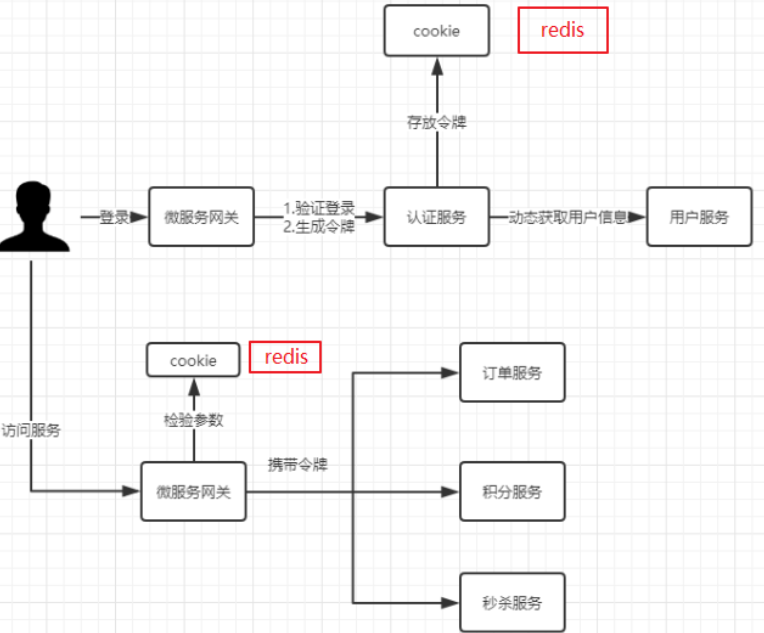 cookie
redis
存放令牌
登录
微服务网关
1.验证登录
2.生成令牌
认证服务
动态获取用户信息
用户服务
cookie
redis
检验参数
访问服务
微服务网关
携带令牌
订单服务
积分服务
秒杀服务